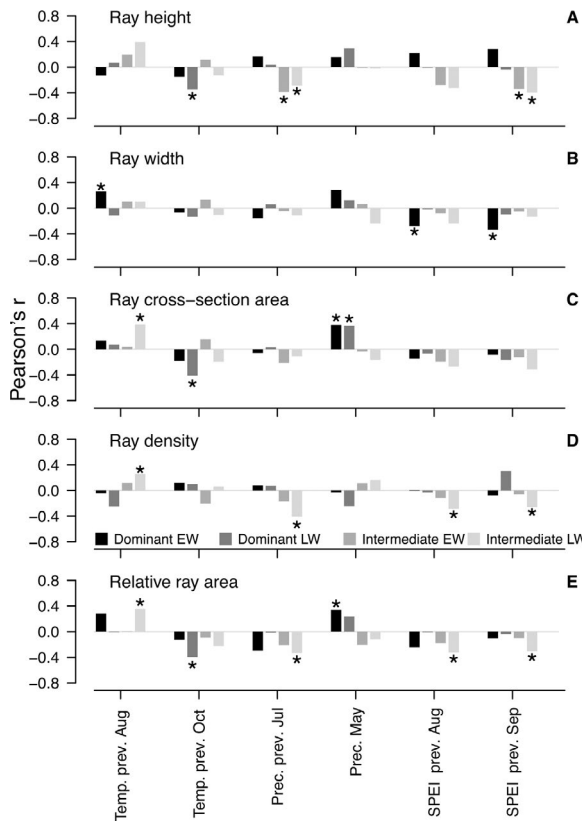 Pearson's r
Ray height
A
0.8
0.4
0.0
−0.4
−0.8
* * * * *
Ray width
B
0.8
0.4
0.0
−0.4
−0.8
* * *
Ray cross−section area
C
0.8
0.4
0.0
−0.4
−0.8
* * * *
Ray density
D
0.8
0.4
0.0
−0.4
−0.8
* * * *
Dominant EW Dominant LW Intermediate EW Intermediate LW
Relative ray area
E
0.8
0.4
0.0
−0.4
−0.8
* * * * * *
Temp. prev. Aug
Temp. prev. Oct
Prec. prev. Jul
Prec. May
SPEI prev. Aug
SPEI prev. Sep